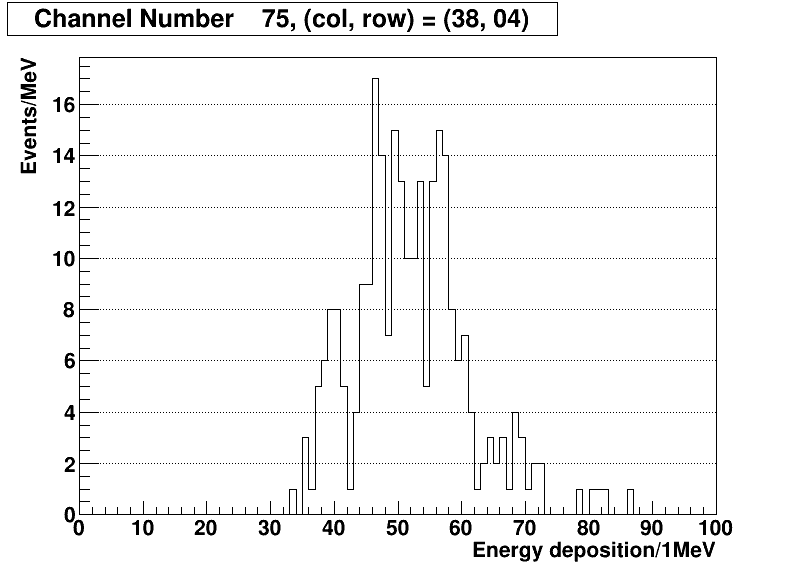 Channel Number    75, (col, row) = (38, 04)
Events/MeV
16
14
12
10
8
6
4
2
0
0 10 20 30 40 50 60 70 80 90 100
Energy deposition/1MeV